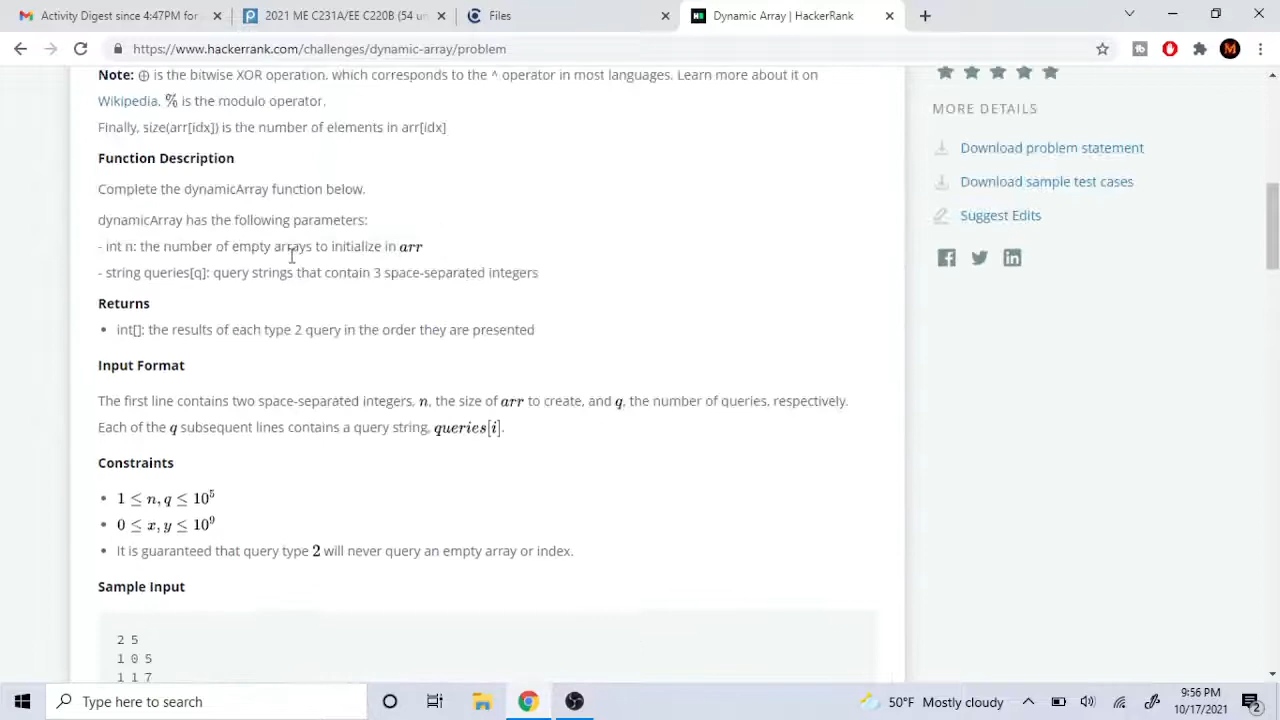 Activity Digest 4:47PM for
2021 ME C231A/EE C220B (54 u
Files
Dynamic Array | HackerRank
https://www.hackerrank.com/challenges/dynamic-array/problem
M
Note: ⊕ is the bitwise XOR operation, which corresponds to the ^ operator in most languages. Learn more about it on
Wikipedia. % is the modulo operator.
Finally, size(arr[idx]) is the number of elements in arr[idx]
Function Description
Complete the dynamicArray function below.
dynamicArray has the following parameters:
- int n: the number of empty arrays to initialize in arr
- string queries[q]: query strings that contain 3 space-separated integers
Returns
• int[]: the results of each type 2 query in the order they are presented
Input Format
The first line contains two space-separated integers, n, the size of arr to create, and q, the number of queries, respectively.
Each of the q subsequent lines contains a query string, queries[i].
Constraints
• 1 ≤ n, q ≤ 10⁵
• 0 ≤ x, y ≤ 10⁹
• It is guaranteed that query type 2 will never query an empty array or index.
Sample Input
2 5
1 0 5
1 1 7
MORE DETAILS
Download problem statement
Download sample test cases
Suggest Edits
Type here to search
50°F Mostly cloudy
9:56 PM
10/17/2021
2